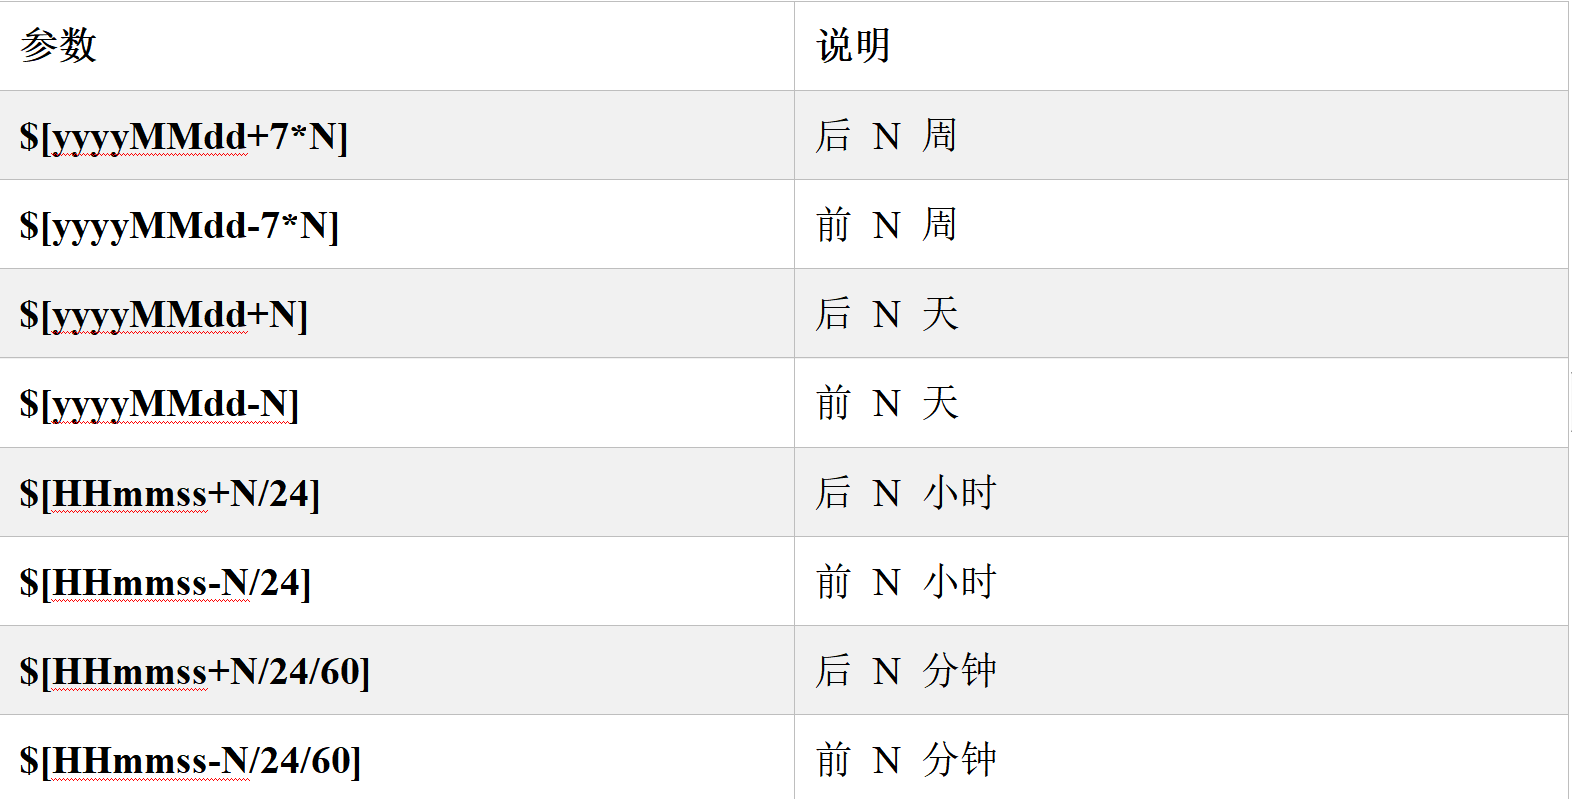 参数 说明
$[yyyyMMdd+7*N] 后 N 周
$[yyyyMMdd-7*N] 前 N 周
$[yyyyMMdd+N] 后 N 天
$[yyyyMMdd-N] 前 N 天
$[HHmmss+N/24] 后 N 小时
$[HHmmss-N/24] 前 N 小时
$[HHmmss+N/24/60] 后 N 分钟
$[HHmmss-N/24/60] 前 N 分钟